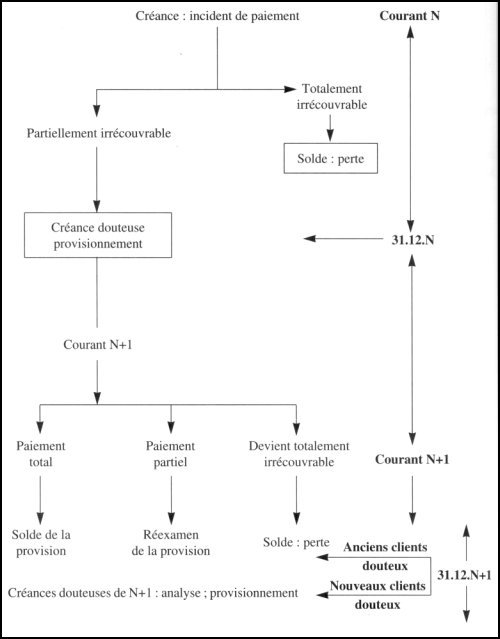 Créance : incident de paiement
Courant N
Totalement
irrécouvrable
Partiellement irrécouvrable
Solde : perte
Créance douteuse
provisionnement
31.12.N
Courant N+1
Paiement
total
Paiement
partiel
Devient totalement
irrécouvrable
Courant N+1
Solde de la
provision
Réexamen
de la provision
Solde : perte
Anciens clients
douteux
31.12.N+1
Nouveaux clients
douteux
Créances douteuses de N+1 : analyse ; provisionnement